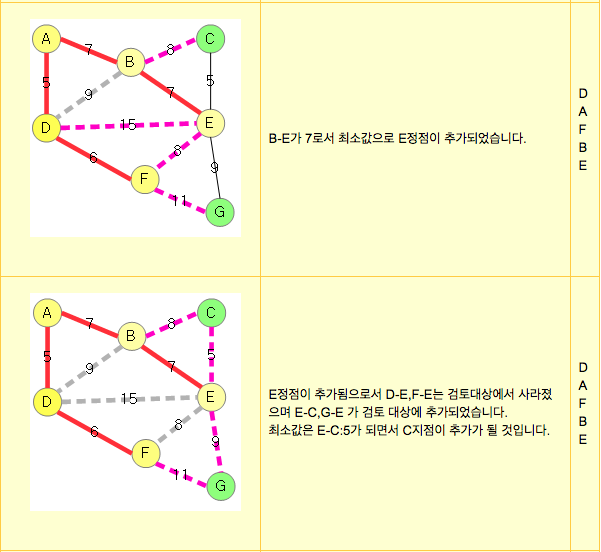 A
B
C
7
8
5
9
7
5
D
15
E
6
8
9
F
11
G
B-E가 7로서 최소값으로 E정점이 추가되었습니다.
D
A
F
B
E
A
B
C
7
8
5
9
7
5
D
15
E
6
8
9
F
11
G
E정점이 추가됨으로서 D-E,F-E는 검토대상에서 사라졌
으며 E-C,G-E 가 검토 대상에 추가되었습니다.
최소값은 E-C:5가 되면서 C지점이 추가가 될 것입니다.
D
A
F
B
E